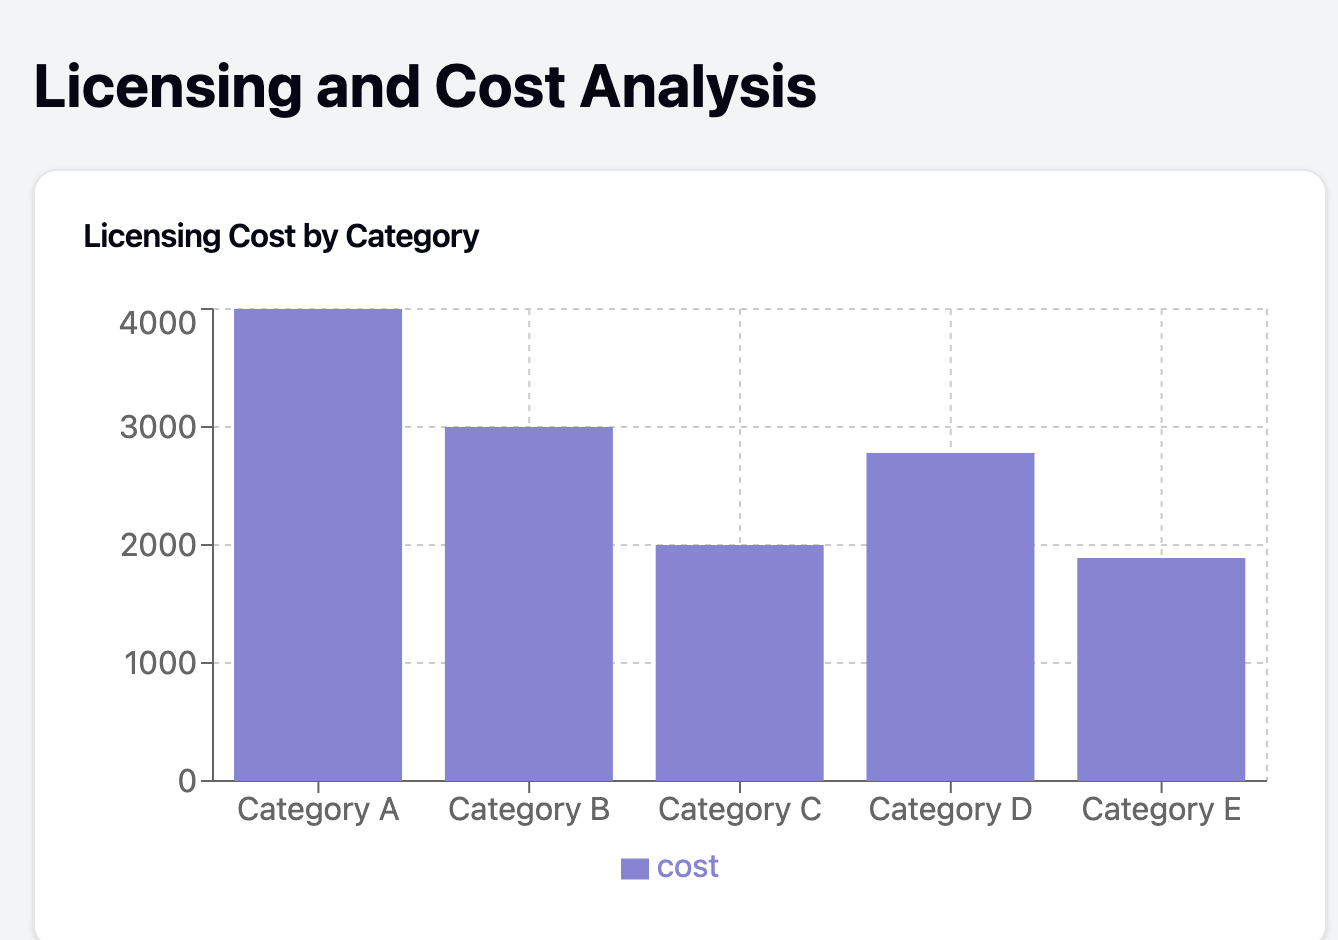 Licensing and Cost Analysis
Licensing Cost by Category
4000
3000
2000
1000
0
Category A Category B Category C Category D Category E
cost